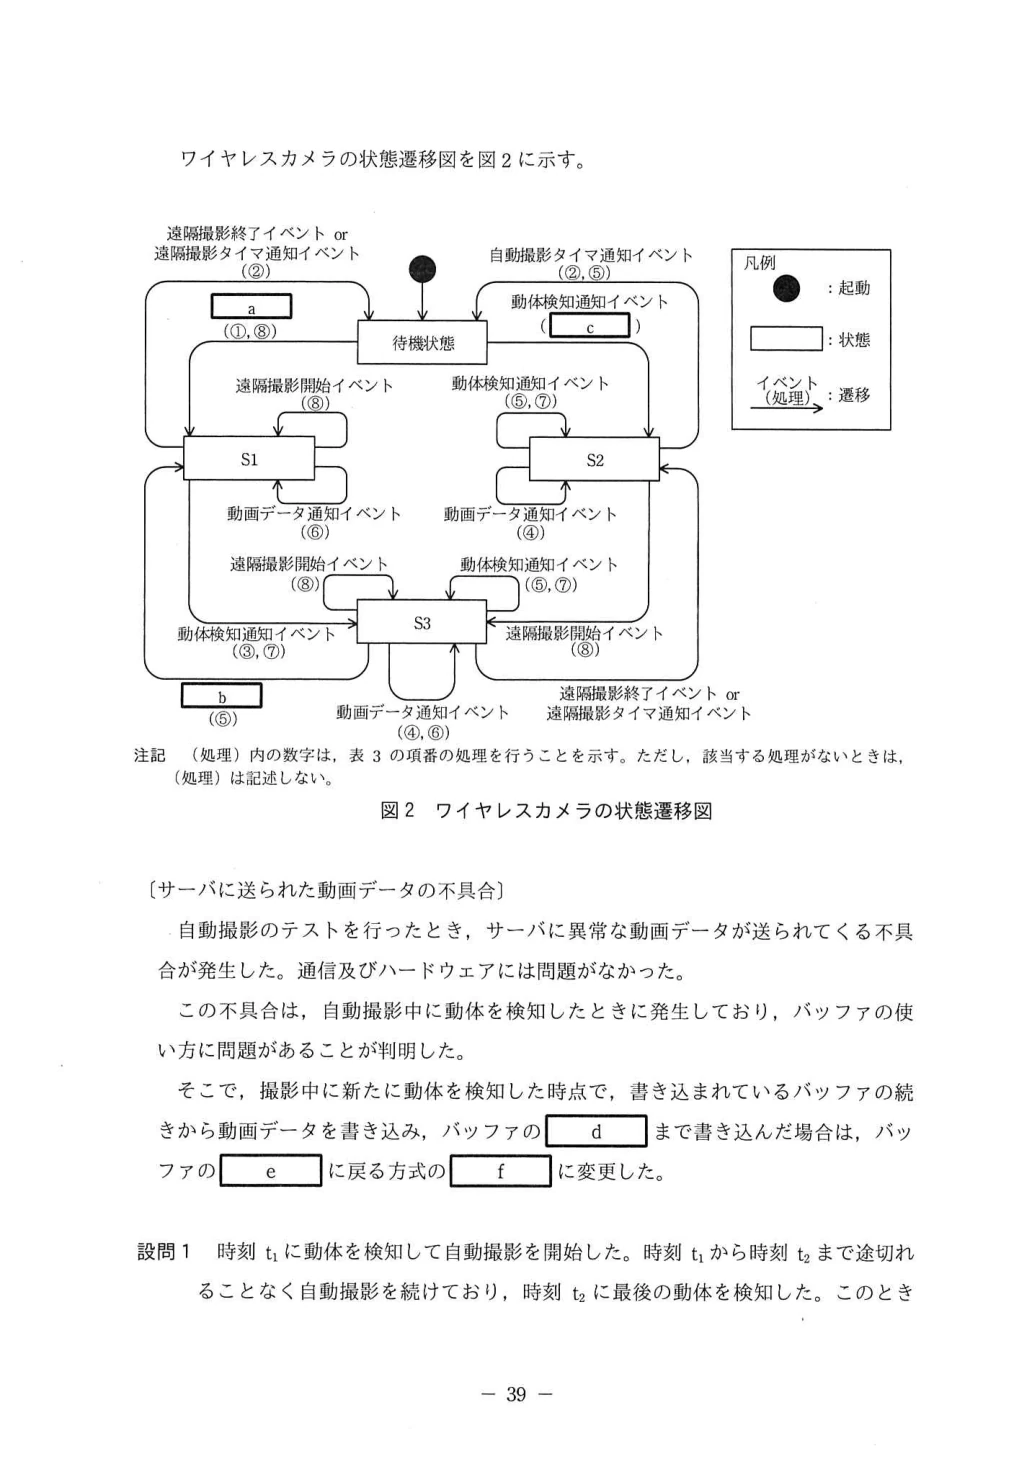 ワイヤレスカメラの状態遷移図を図2に示す。
遠隔撮影終了イベント or
遠隔撮影タイマ通知イベント
(②)
a
(①,⑧)
自動撮影タイマ通知イベント
(②,⑤)
動体検知通知イベント
( c )
待機状態
凡例
:起動
:状態
イベント
(処理)
:遷移
遠隔撮影開始イベント
(⑧)
動体検知通知イベント
(⑤,⑦)
S1
S2
動画データ通知イベント
(⑥)
動画データ通知イベント
(④)
遠隔撮影開始イベント
(⑧)
動体検知通知イベント
(⑤,⑦)
S3
動体検知通知イベント
(③,⑦)
遠隔撮影開始イベント
(⑧)
b
(⑤)
動画データ通知イベント
(④,⑥)
遠隔撮影終了イベント or
遠隔撮影タイマ通知イベント
注記 (処理)内の数字は,表 3 の項番の処理を行うことを示す。ただし,該当する処理がないときは,
(処理)は記述しない。
図2 ワイヤレスカメラの状態遷移図
〔サーバに送られた動画データの不具合〕
自動撮影のテストを行ったとき,サーバに異常な動画データが送られてくる不具
合が発生した。通信及びハードウェアには問題がなかった。
この不具合は,自動撮影中に動体を検知したときに発生しており,バッファの使
い方に問題があることが判明した。
そこで,撮影中に新たに動体を検知した時点で,書き込まれているバッファの続
きから動画データを書き込み,バッファの d まで書き込んだ場合は,バッ
ファの e に戻る方式の f に変更した。
設問1 時刻 t₁ に動体を検知して自動撮影を開始した。時刻 t₁ から時刻 t₂ まで途切れ
ることなく自動撮影を続けており,時刻 t₂ に最後の動体を検知した。このとき
− 39 −